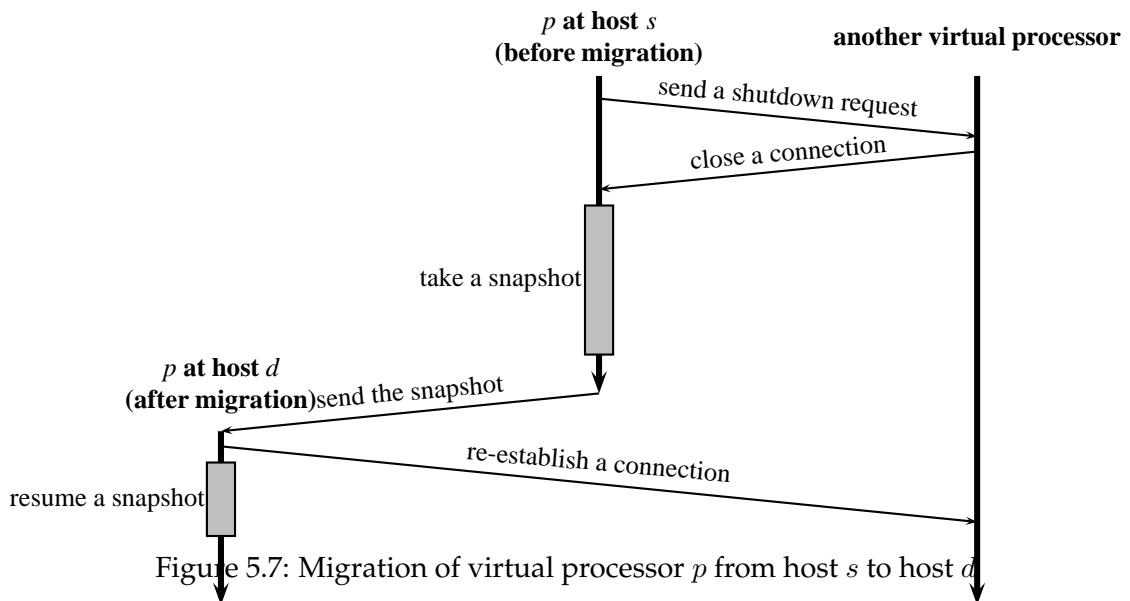 p at host s
(before migration)
another virtual processor
send a shutdown request
close a connection
take a snapshot
p at host d
(after migration)
send the snapshot
re-establish a connection
resume a snapshot
Figure 5.7: Migration of virtual processor p from host s to host d